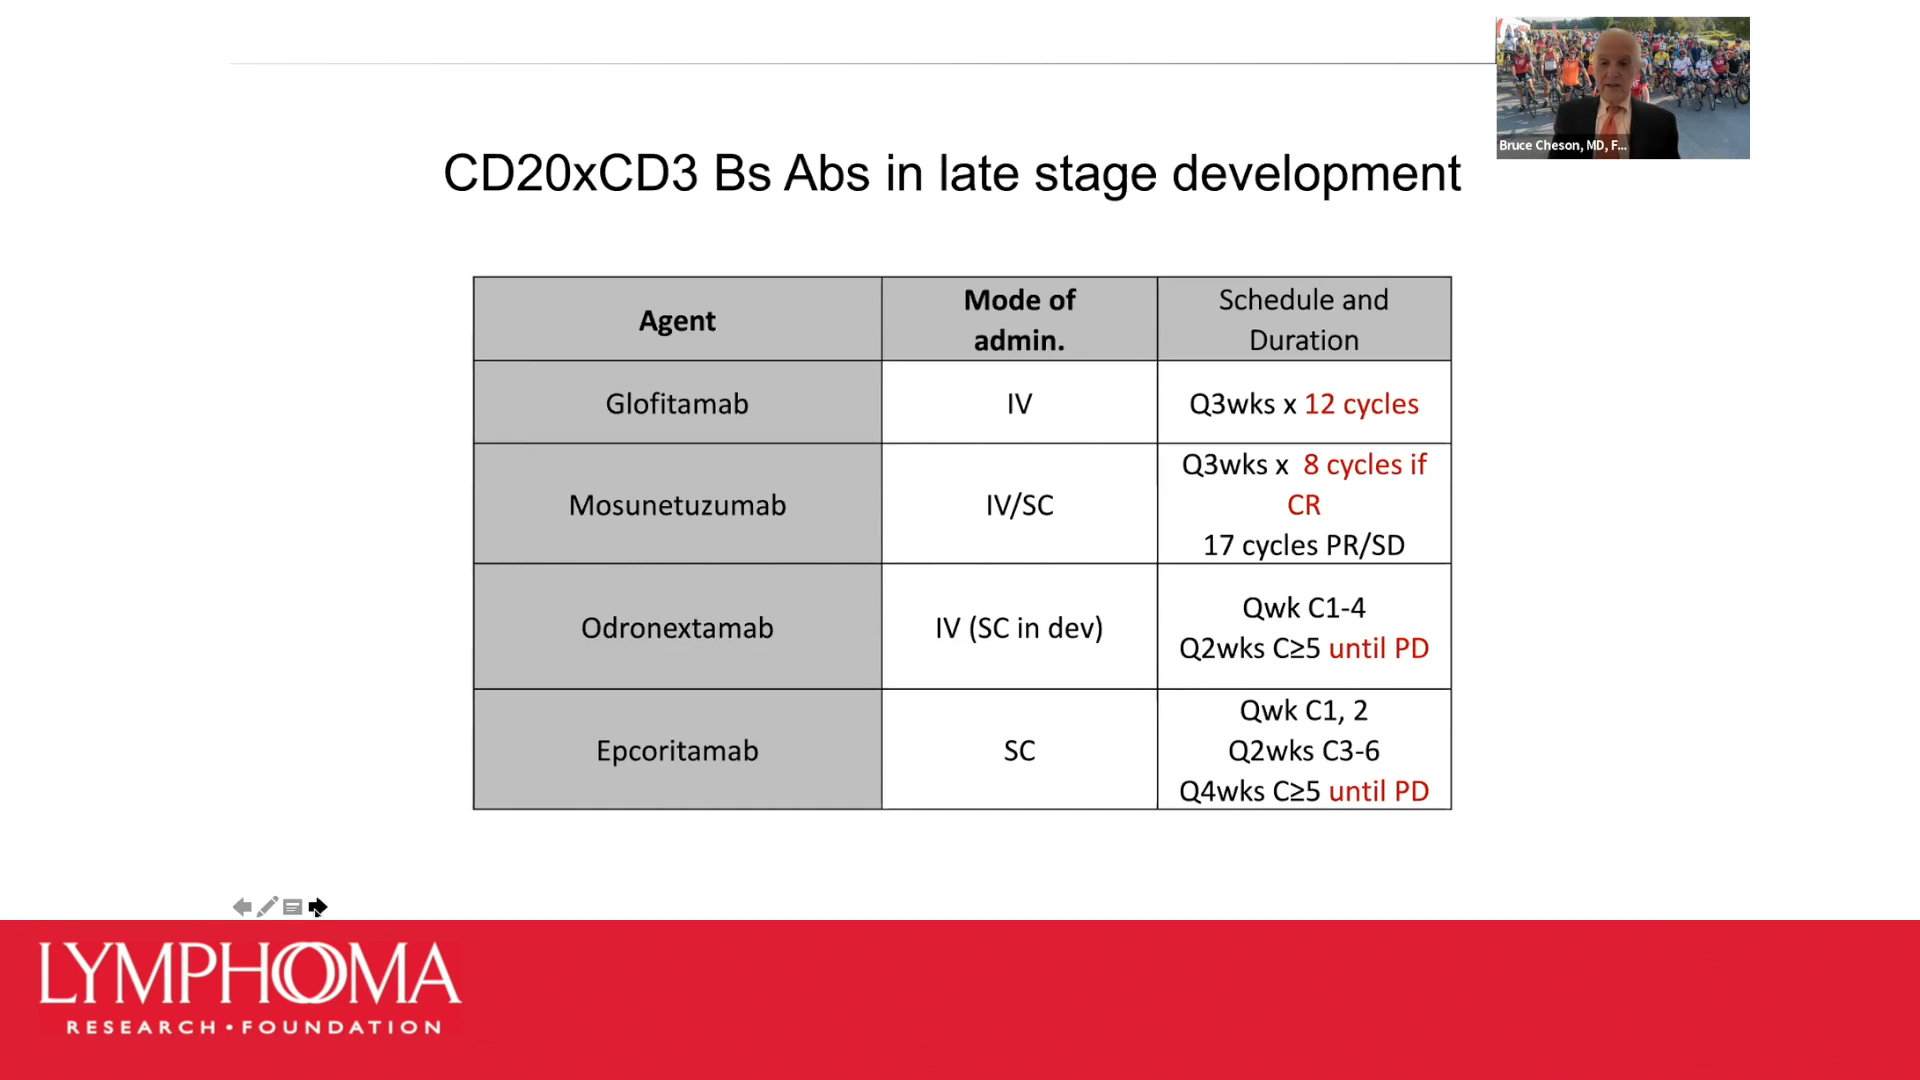 Bruce Cheson, MD, F...
CD20xCD3 Bs Abs in late stage development
Agent
Mode of
admin.
Schedule and
Duration
Glofitamab
IV
Q3wks x 12 cycles
Mosunetuzumab
IV/SC
Q3wks x 8 cycles if
CR
17 cycles PR/SD
Odronextamab
IV (SC in dev)
Qwk C1-4
Q2wks C≥5 until PD
Epcoritamab
SC
Qwk C1, 2
Q2wks C3-6
Q4wks C≥5 until PD
LYMPHOMA
RESEARCH • FOUNDATION